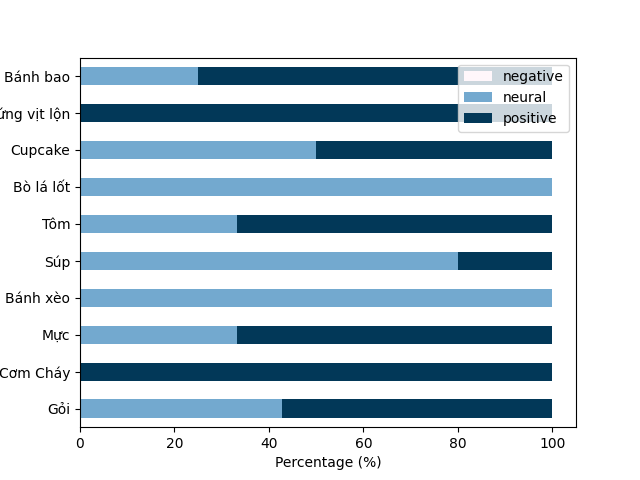 Bánh bao
vịt lộn
Cupcake
Bò lá lốt
Tôm
Súp
Bánh xèo
Mực
Cơm Cháy
Gỏi
0 20 40 60 80 100
Percentage (%)
negative
neural
positive